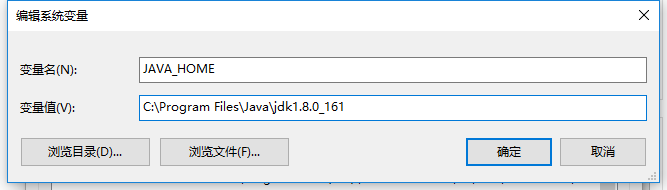 编辑系统变量
变量名(N):
JAVA_HOME
变量值(V):
C:\Program Files\Java\jdk1.8.0_161
浏览目录(D)...
浏览文件(F)...
确定
取消